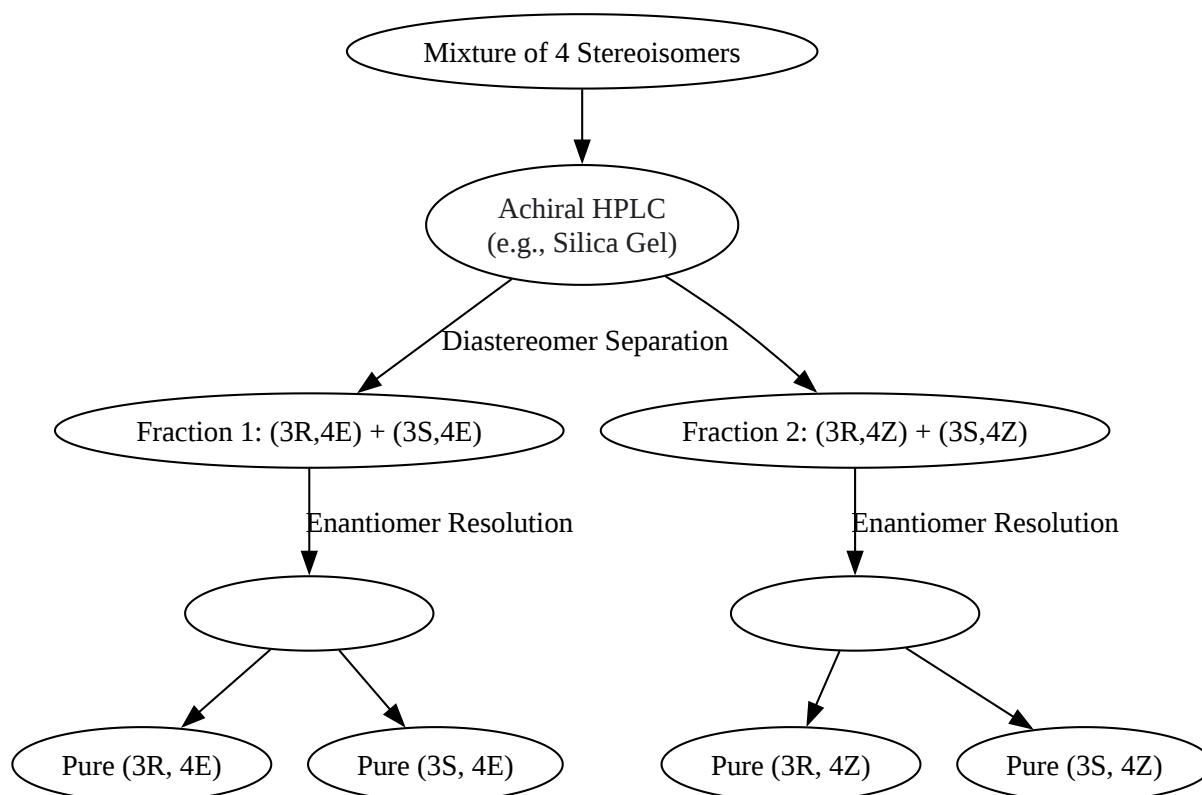 Mixture of 4 Stereoisomers
Achiral HPLC
(e.g., Silica Gel)
Diastereomer Separation
Fraction 1: (3R,4E) + (3S,4E)
Fraction 2: (3R,4Z) + (3S,4Z)
Enantiomer Resolution
Enantiomer Resolution
Pure (3R, 4E)
Pure (3S, 4E)
Pure (3R, 4Z)
Pure (3S, 4Z)